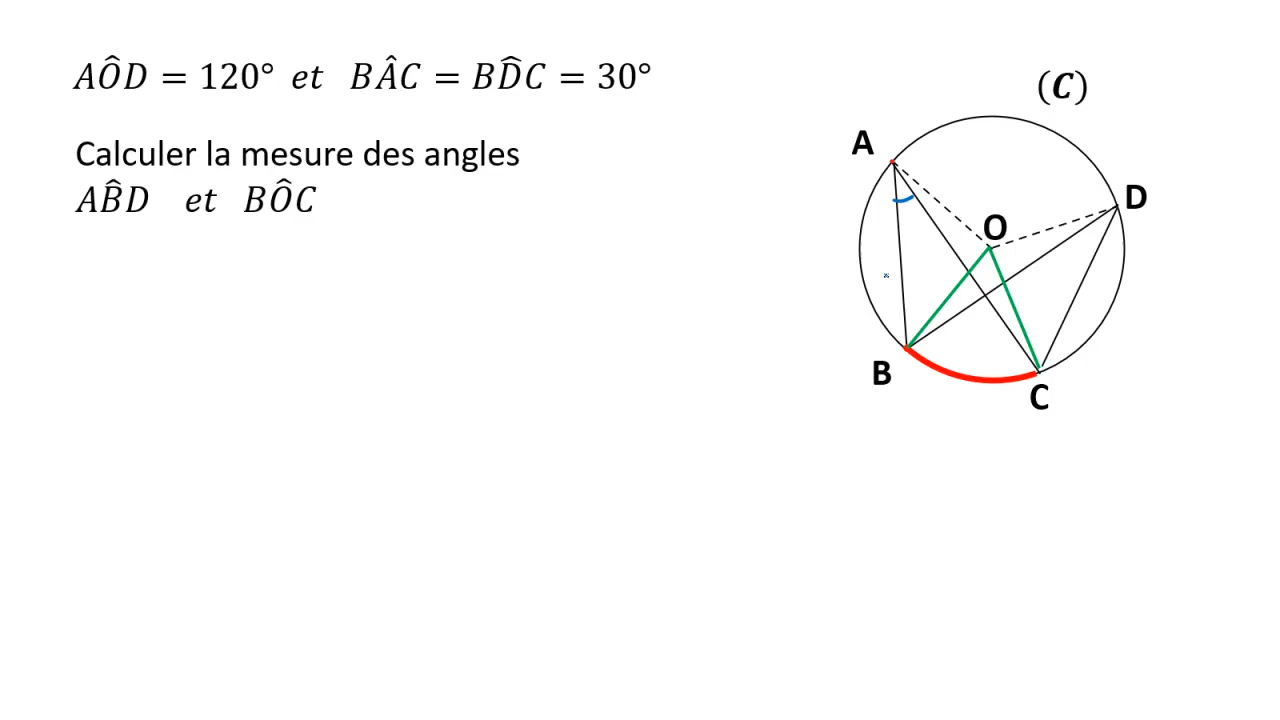 AÔD = 120° et BÂC = BD̂C = 30°
Calculer la mesure des angles
AB̂D et BÔC
(C)
A
D
O
B
C